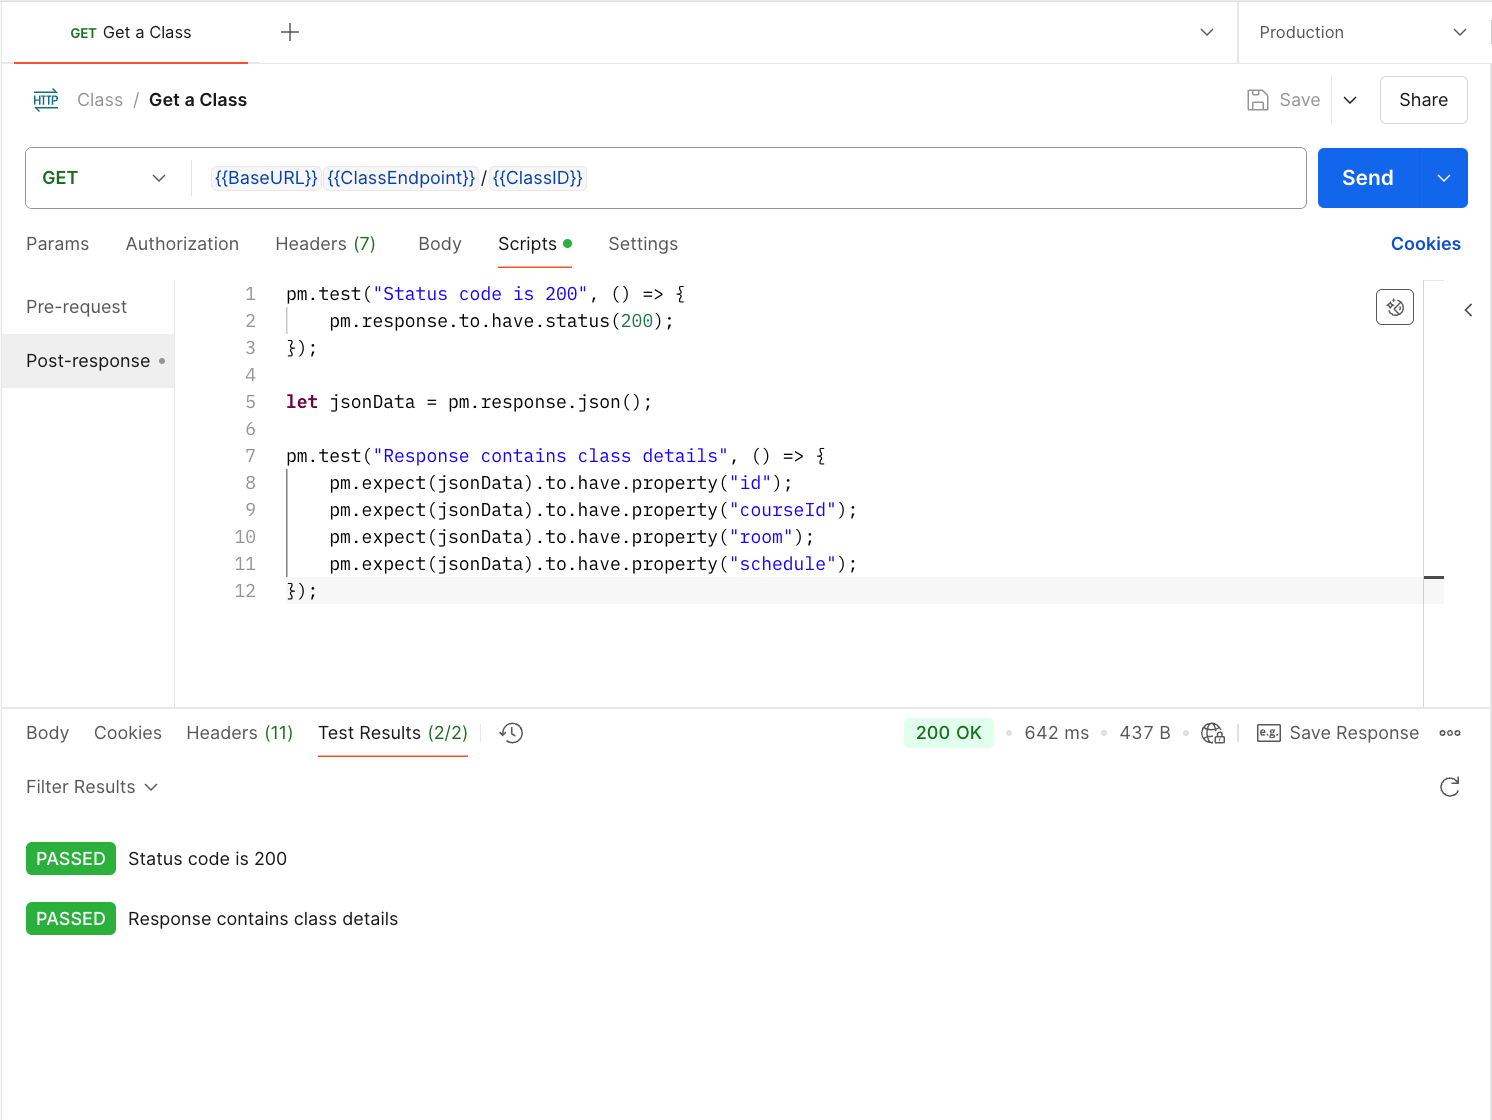 GET Get a Class
Production
HTTP Class / Get a Class
Save
Share
GET
{{BaseURL}} {{ClassEndpoint}} / {{ClassID}}
Send
Params Authorization Headers (7) Body Scripts Settings
Cookies
Pre-request
Post-response
1 pm.test("Status code is 200", () => {
2 pm.response.to.have.status(200);
3 });
4
5 let jsonData = pm.response.json();
6
7 pm.test("Response contains class details", () => {
8 pm.expect(jsonData).to.have.property("id");
9 pm.expect(jsonData).to.have.property("courseId");
10 pm.expect(jsonData).to.have.property("room");
11 pm.expect(jsonData).to.have.property("schedule");
12 });
Body Cookies Headers (11) Test Results (2/2)
200 OK • 642 ms • 437 B • e.g. Save Response
Filter Results
PASSED Status code is 200
PASSED Response contains class details